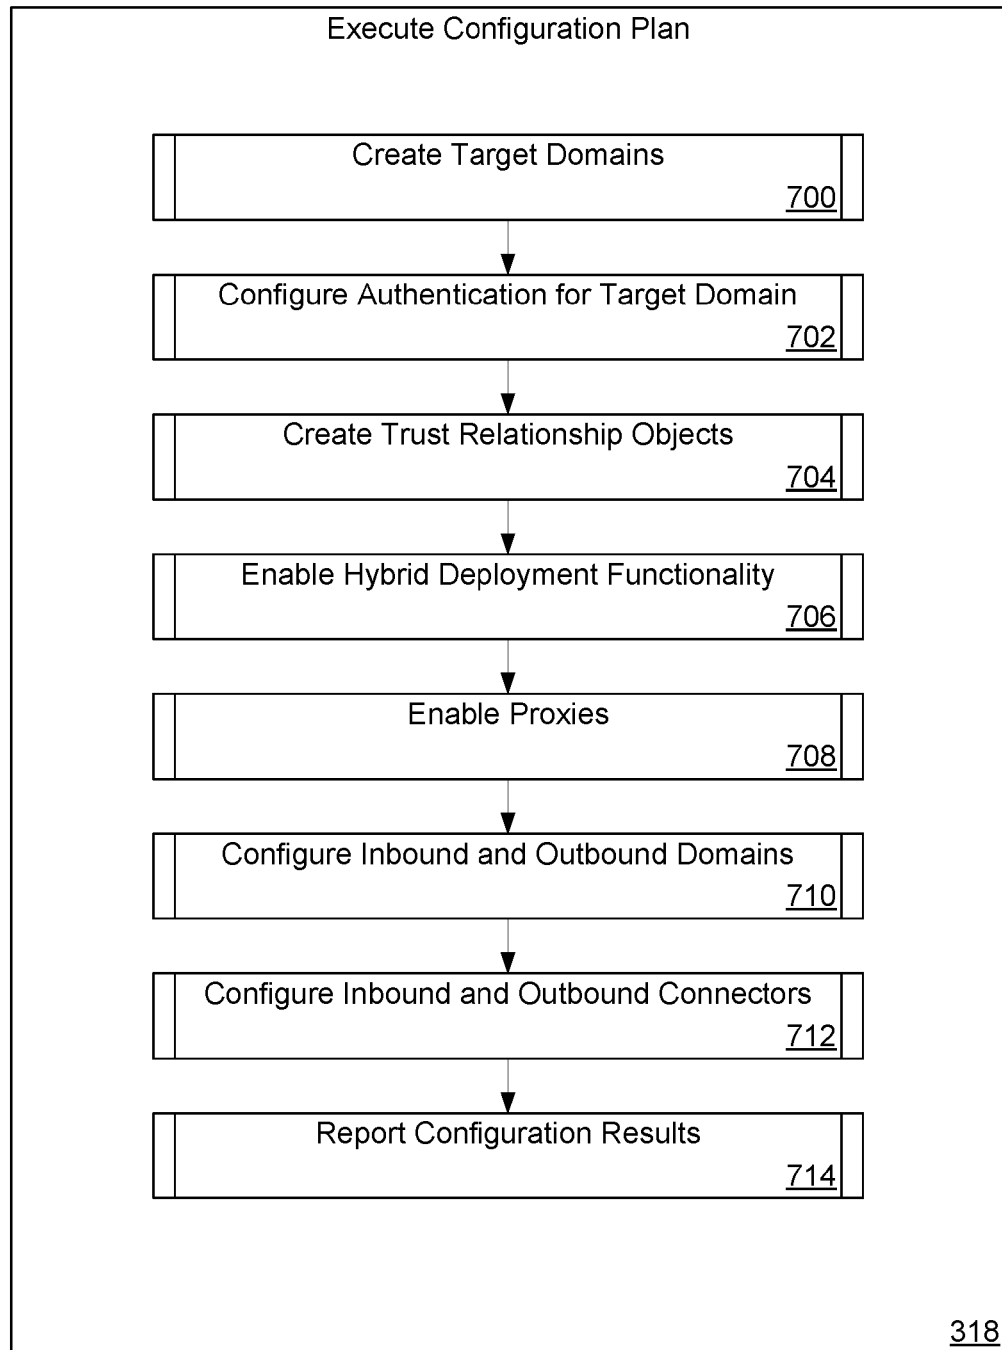 Execute Configuration Plan
Create Target Domains
700
Configure Authentication for Target Domain
702
Create Trust Relationship Objects
704
Enable Hybrid Deployment Functionality
706
Enable Proxies
708
Configure Inbound and Outbound Domains
710
Configure Inbound and Outbound Connectors
712
Report Configuration Results
714
318